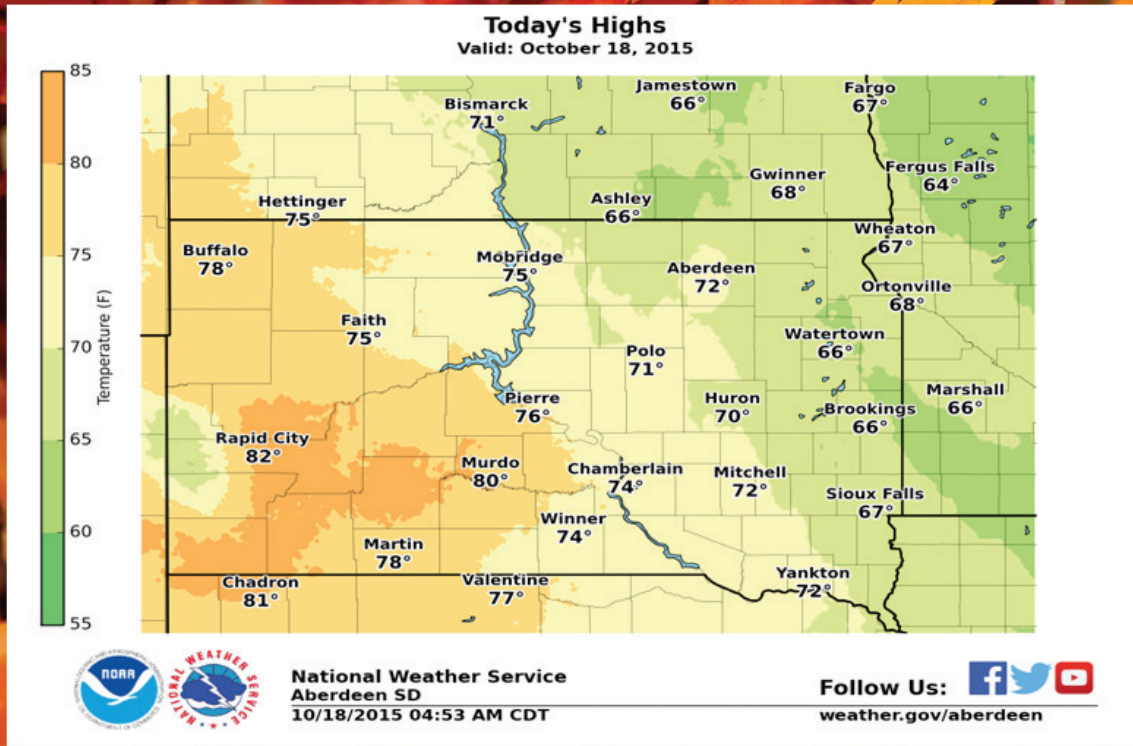 Today's Highs
Valid: October 18, 2015
85
80
75
70
65
60
55
Temperature (F)
Jamestown
66°
Fargo
67°
Bismarck
71°
Gwinner
68°
Fergus Falls
64°
Hettinger
75°
Ashley
66°
Buffalo
78°
Mobridge
75°
Aberdeen
72°
Wheaton
67°
Ortonville
68°
Faith
75°
Polo
71°
Watertown
66°
Pierre
76°
Huron
70°
Brookings
66°
Marshall
66°
Rapid City
82°
Murdo
80°
Chamberlain
74°
Mitchell
72°
Sioux Falls
67°
Winner
74°
Martin
78°
Chadron
81°
Valentine
77°
Yankton
72°
NOAA
NATIONAL WEATHER SERVICE
National Weather Service
Aberdeen SD
10/18/2015 04:53 AM CDT
Follow Us:
weather.gov/aberdeen